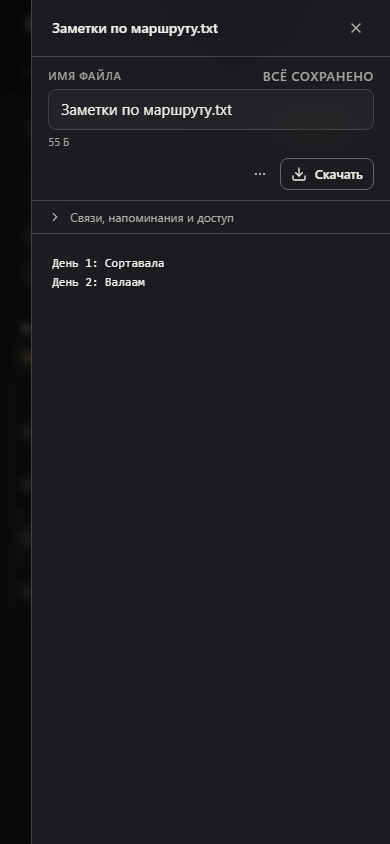 Заметки по маршруту.txt
ИМЯ ФАЙЛА
ВСЁ СОХРАНЕНО
Заметки по маршруту.txt
55 Б
Скачать
Связи, напоминания и доступ
День 1: Сортавала
День 2: Валаам